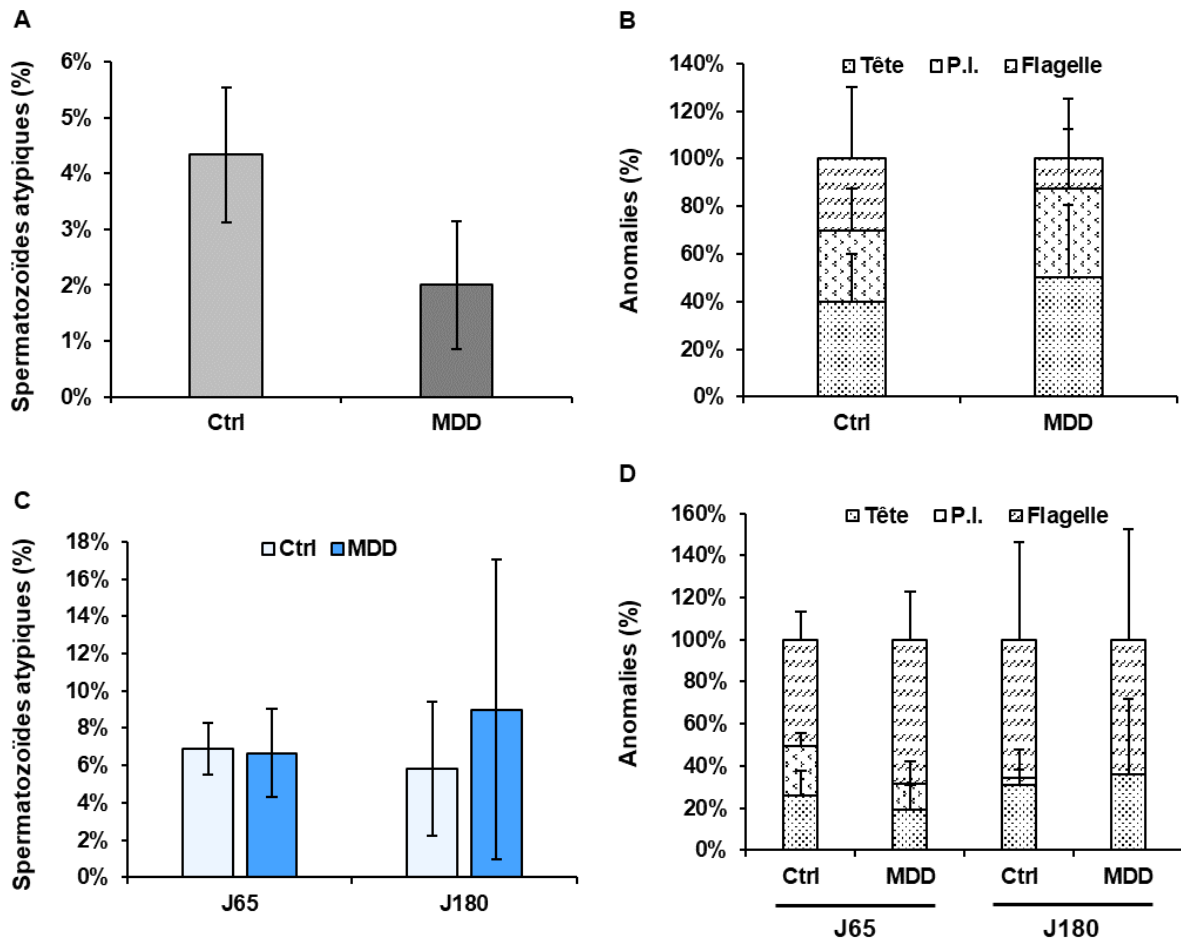 A
Spermatozoïdes atypiques (%)
6%
5%
4%
3%
2%
1%
0%
Ctrl MDD
B
Anomalies (%)
Tête P.I. Flagelle
140%
120%
100%
80%
60%
40%
20%
0%
Ctrl MDD
C
Spermatozoïdes atypiques (%)
Ctrl MDD
18%
16%
14%
12%
10%
8%
6%
4%
2%
0%
J65 J180
D
Anomalies (%)
Tête P.I. Flagelle
160%
140%
120%
100%
80%
60%
40%
20%
0%
Ctrl MDD Ctrl MDD
J65 J180